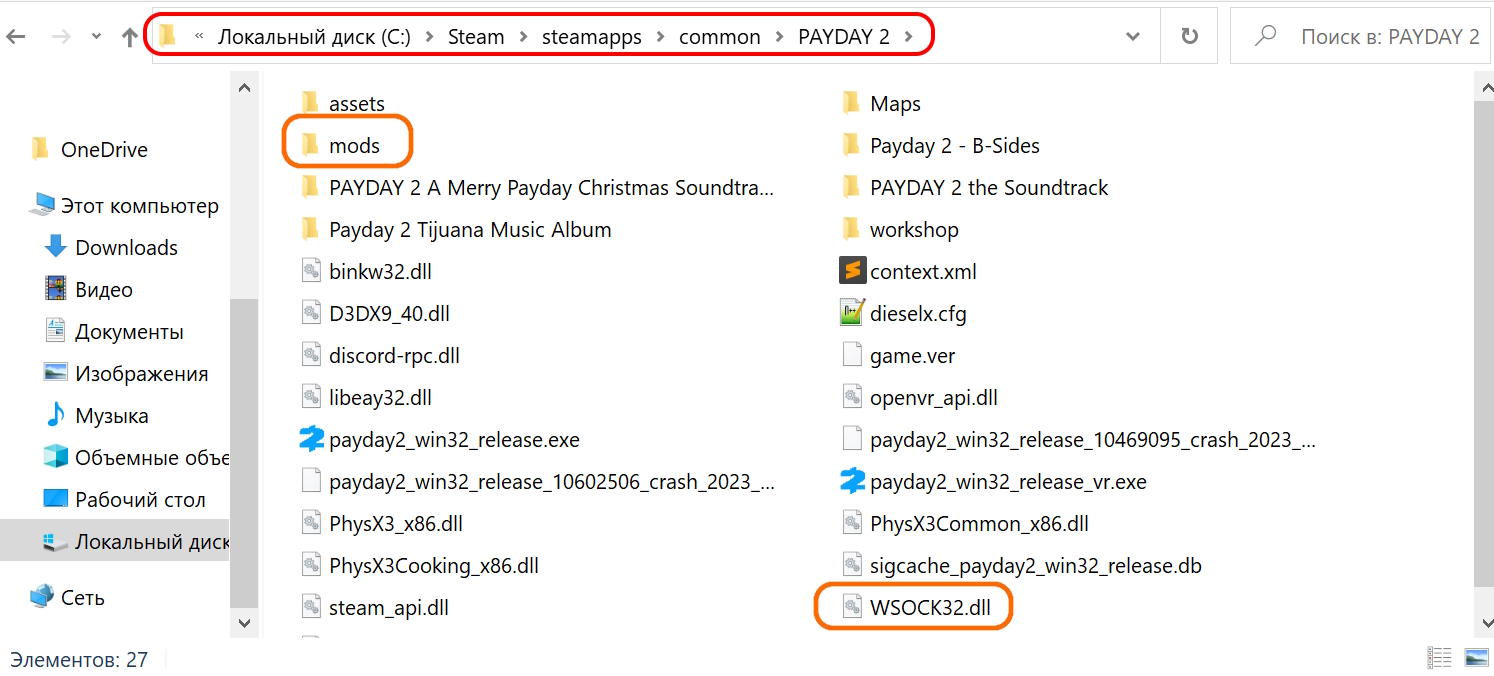 « Локальный диск (C:) > Steam > steamapps > common > PAYDAY 2 >
Поиск в: PAYDAY 2
OneDrive
Этот компьютер
Downloads
Видео
Документы
Изображения
Музыка
Объемные объе
Рабочий стол
Локальный диск
Сеть
assets
mods
PAYDAY 2 A Merry Payday Christmas Soundtra...
Payday 2 Tijuana Music Album
binkw32.dll
D3DX9_40.dll
discord-rpc.dll
libeay32.dll
payday2_win32_release.exe
payday2_win32_release_10602506_crash_2023_...
PhysX3_x86.dll
PhysX3Cooking_x86.dll
steam_api.dll
Maps
Payday 2 - B-Sides
PAYDAY 2 the Soundtrack
workshop
context.xml
dieselx.cfg
game.ver
openvr_api.dll
payday2_win32_release_10469095_crash_2023_...
payday2_win32_release_vr.exe
PhysX3Common_x86.dll
sigcache_payday2_win32_release.db
WSOCK32.dll
Элементов: 27